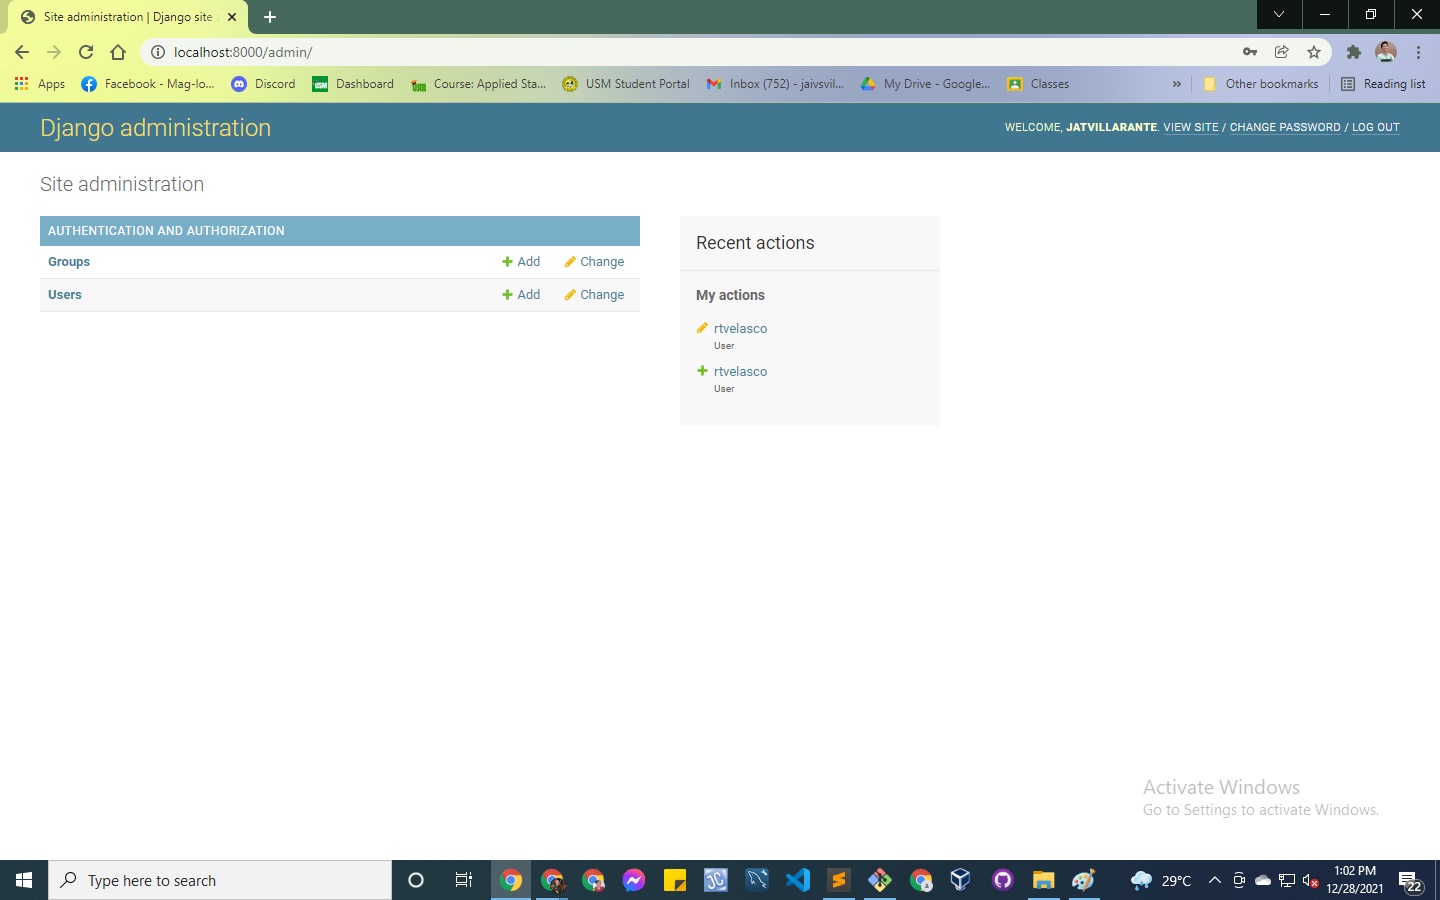 Site administration | Django site
localhost:8000/admin/
Apps
Facebook - Mag-lo...
Discord
Dashboard
Course: Applied Sta...
USM Student Portal
Inbox (752) - jaivsvil...
My Drive - Google...
Classes
»
Other bookmarks
Reading list
Django administration
WELCOME, JATVILLARANTE. VIEW SITE / CHANGE PASSWORD / LOG OUT
Site administration
AUTHENTICATION AND AUTHORIZATION
Groups Add Change
Users Add Change
Recent actions
My actions
rtvelasco
User
rtvelasco
User
Activate Windows
Go to Settings to activate Windows.
Type here to search
29°C
1:02 PM
12/28/2021
22